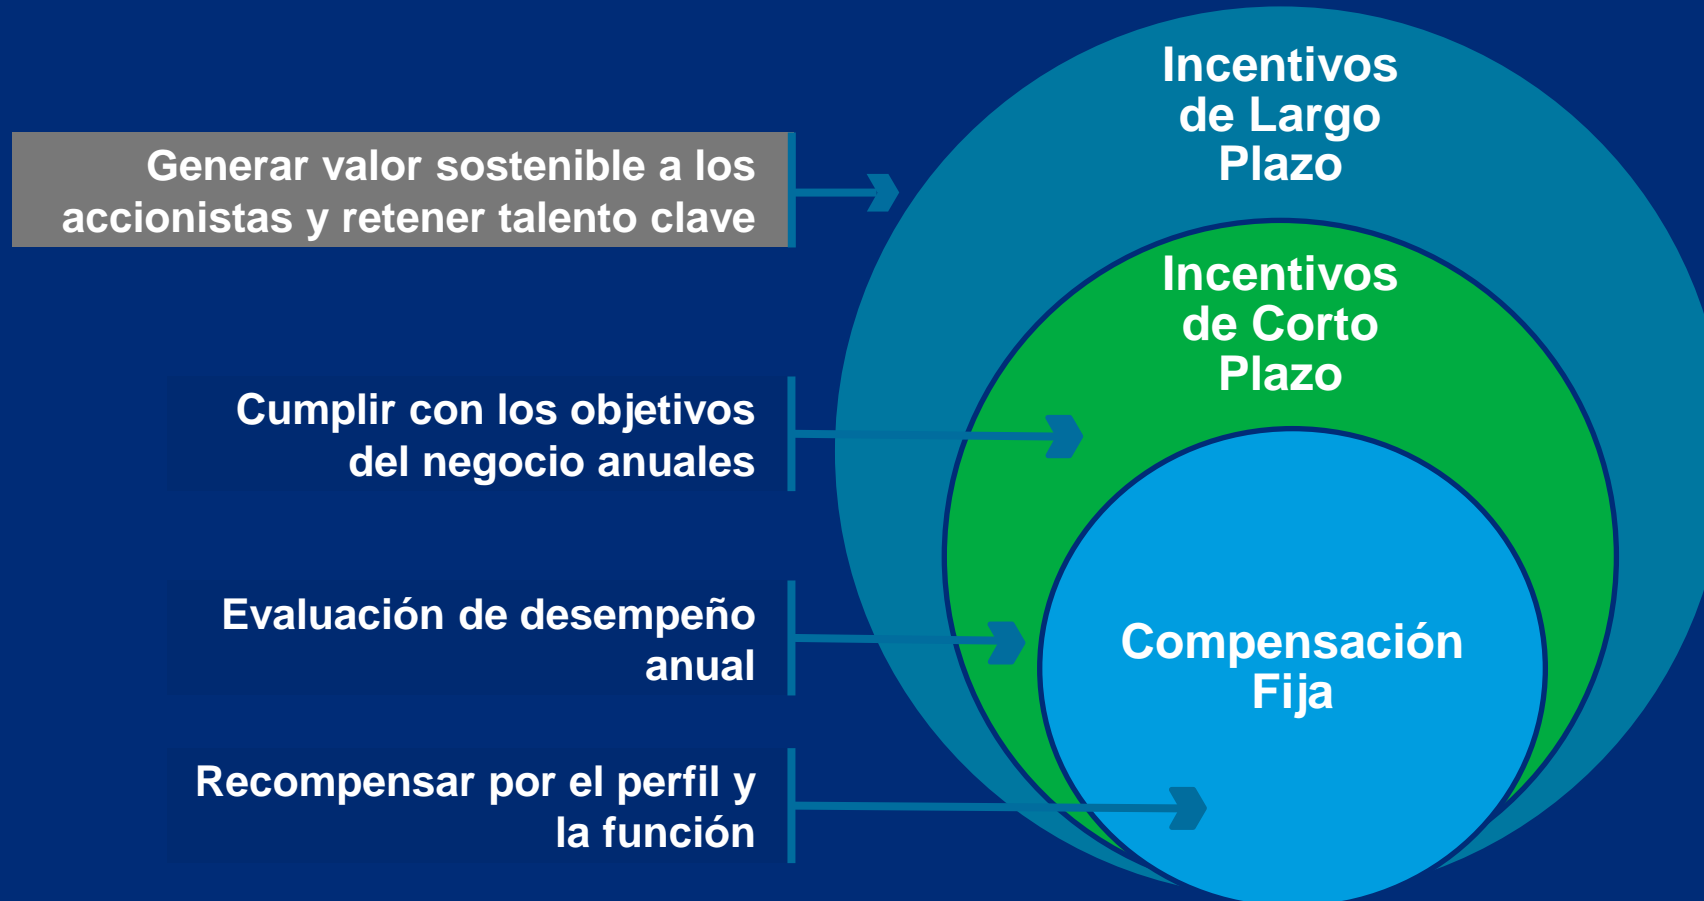 Incentivos
de Largo
Plazo
Generar valor sostenible a los
accionistas y retener talento clave
Incentivos
de Corto
Plazo
Cumplir con los objetivos
del negocio anuales
Evaluación de desempeño
anual
Compensación
Fija
Recompensar por el perfil y
la función